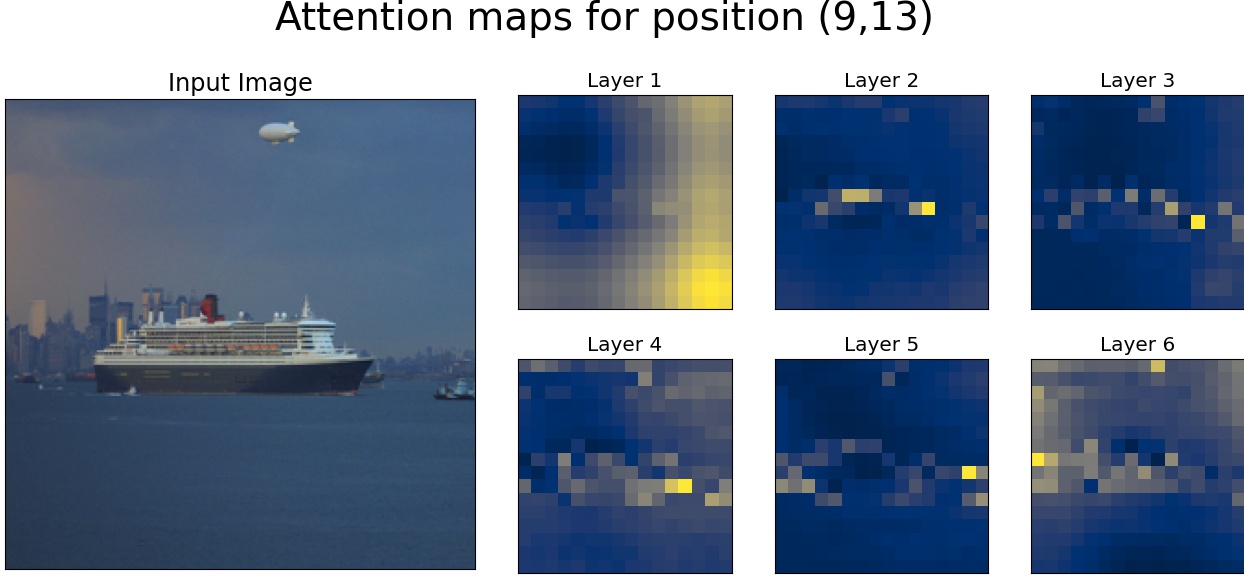 Attention maps for position (9,13)
Input Image
Layer 1
Layer 2
Layer 3
Layer 4
Layer 5
Layer 6